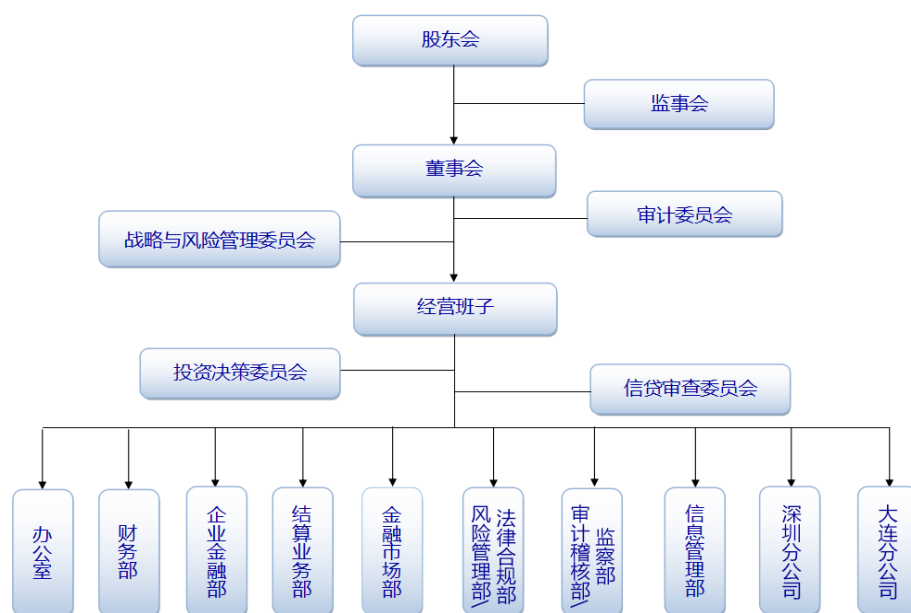 股东会
监事会
董事会
审计委员会
战略与风险管理委员会
经营班子
投资决策委员会
信贷审查委员会
办公室
财务部
企业金融部
结算业务部
金融市场部
风险管理部/
法律合规部
审计稽核部/
监察部
信息管理部
深圳分公司
大连分公司